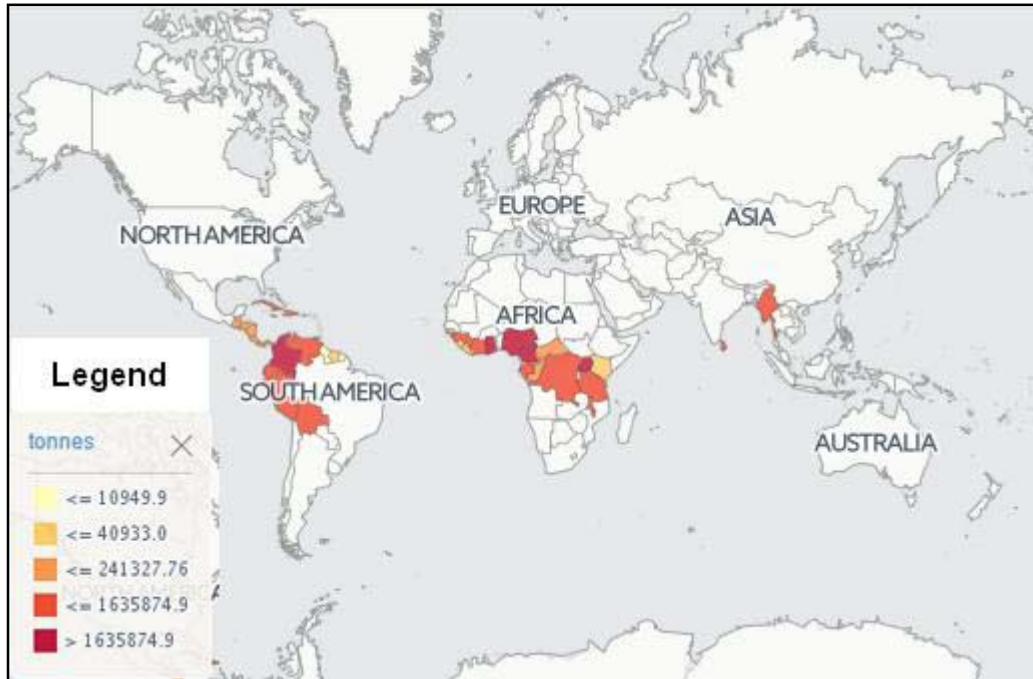 EUROPE
ASIA
NORTH AMERICA
AFRICA
Legend
SOUTH AMERICA
AUSTRALIA
tonnes
<= 10949.9
<= 40933.0
<= 241327.76
<= 1635874.9
> 1635874.9